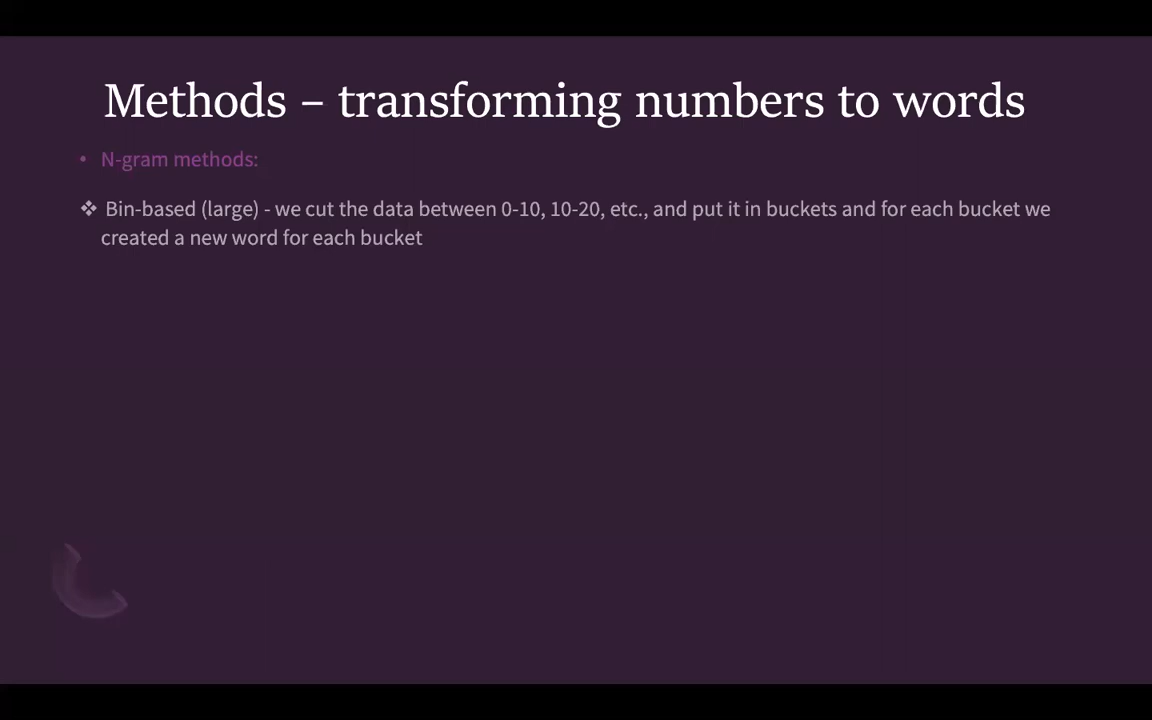 Methods – transforming numbers to words
• N-gram methods:
❖ Bin-based (large) - we cut the data between 0-10, 10-20, etc., and put it in buckets and for each bucket we
created a new word for each bucket